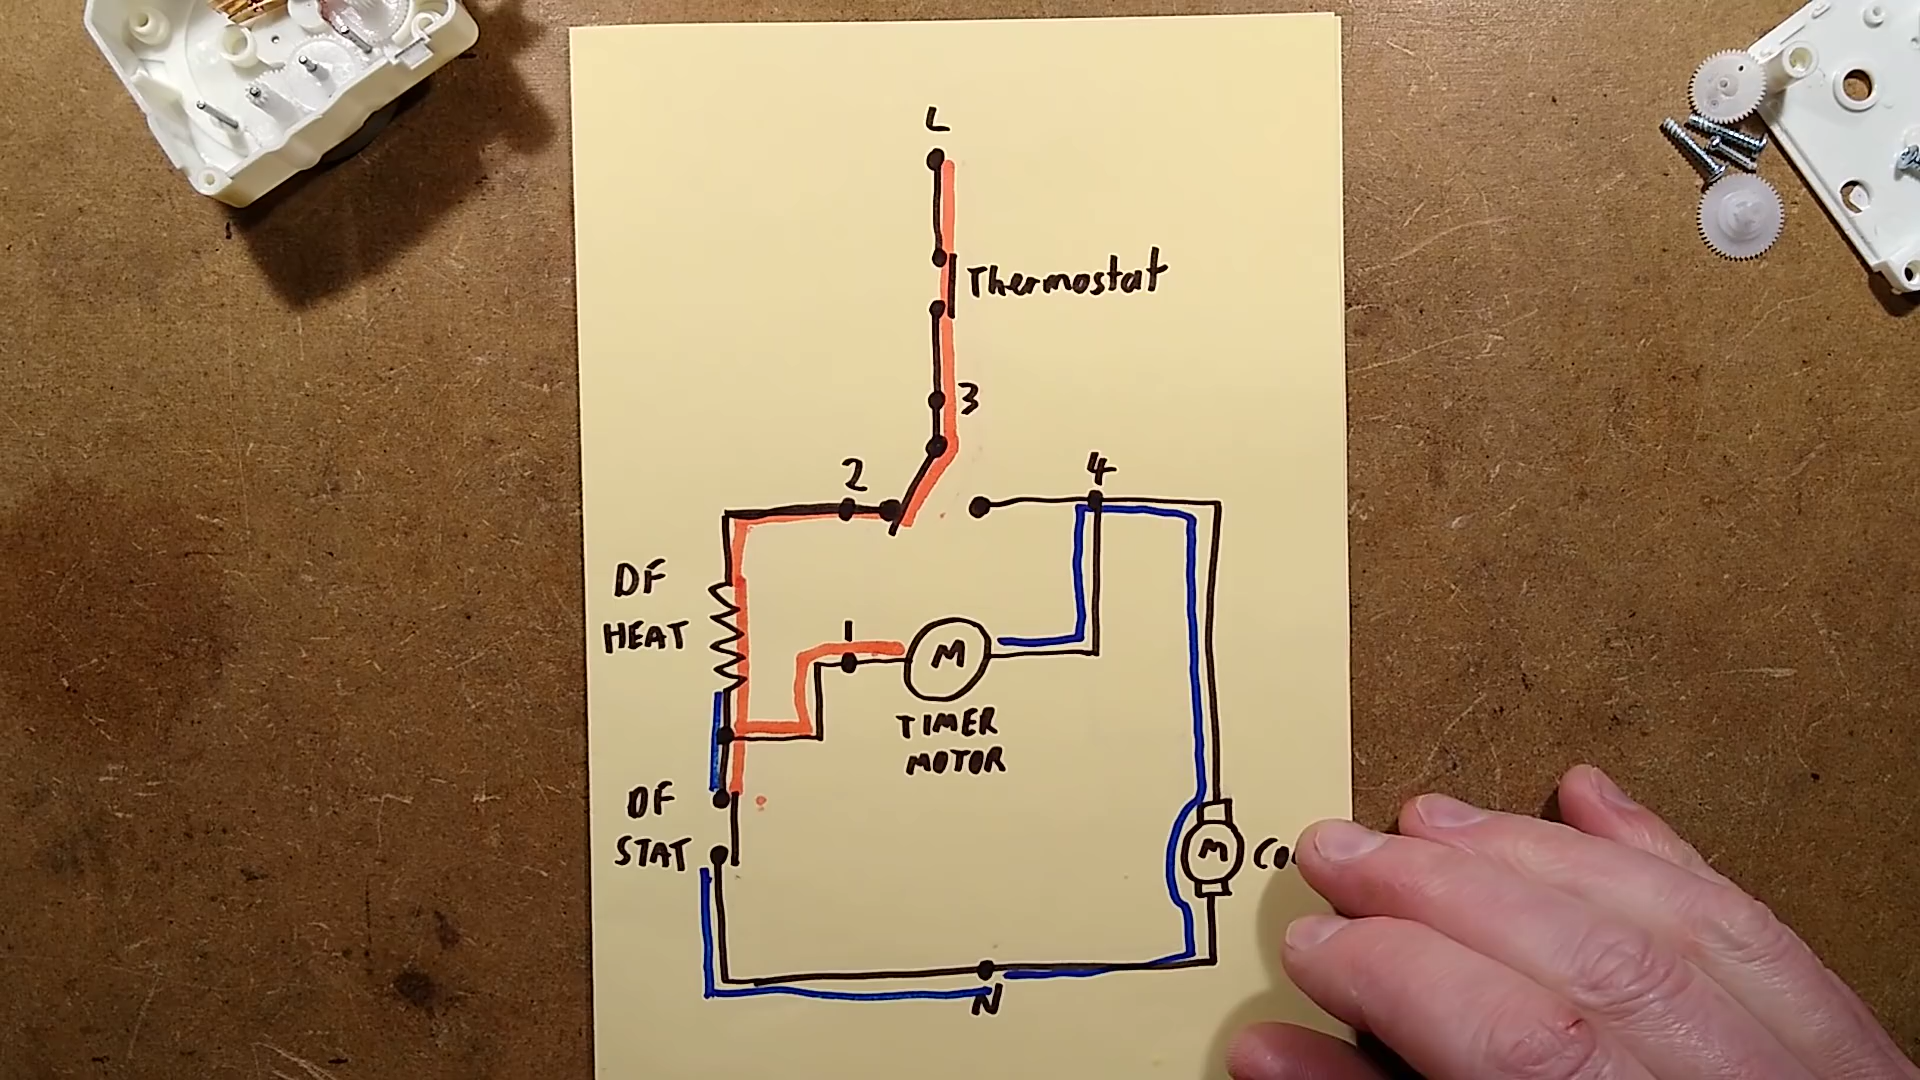 L
Thermostat
3
2
4
DF
HEAT
1
M
TIMER
MOTOR
DF
STAT
M
N